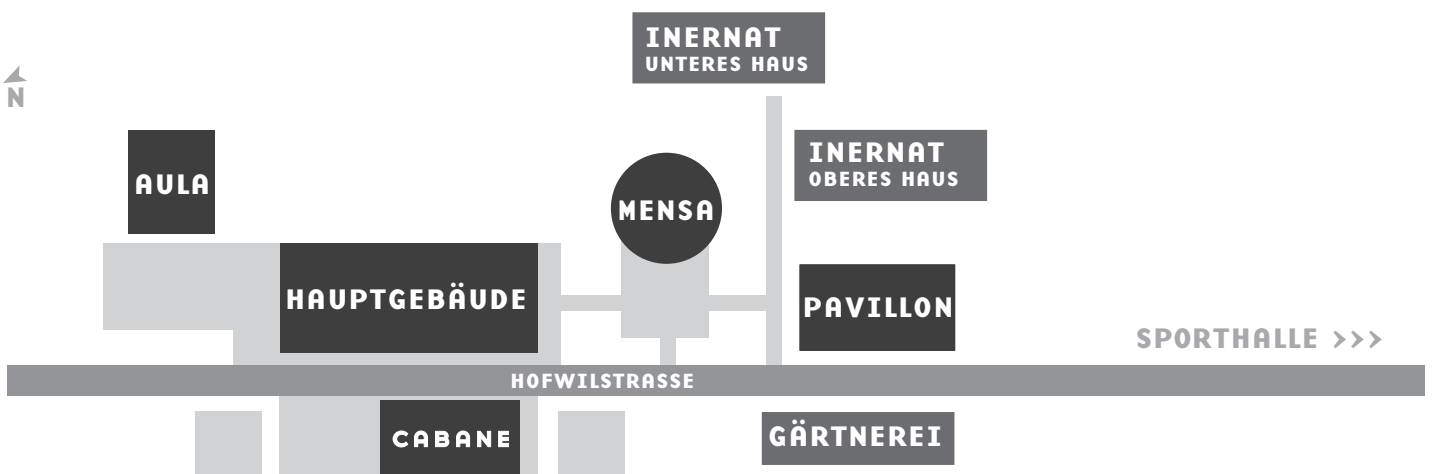 INERNAT
UNTERES HAUS
N
AULA
INERNAT
OBERES HAUS
MENSA
HAUPTGEBÄUDE
PAVILLON
SPORTHALLE >>>
HOFWILSTRASSE
CABANE
GÄRTNEREI